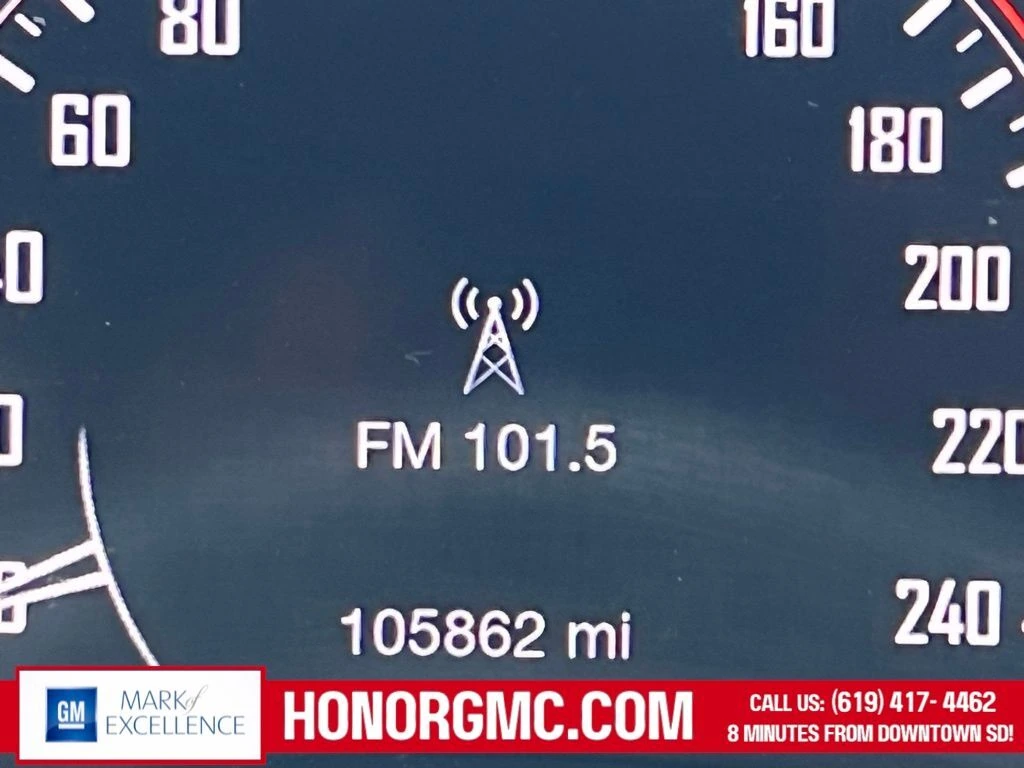 80
160
60
180
200
FM 101.5
220
240
105862 mi
GM
MARK of
EXCELLENCE
HONORGMC.COM
CALL US: (619) 417- 4462
8 MINUTES FROM DOWNTOWN SD!